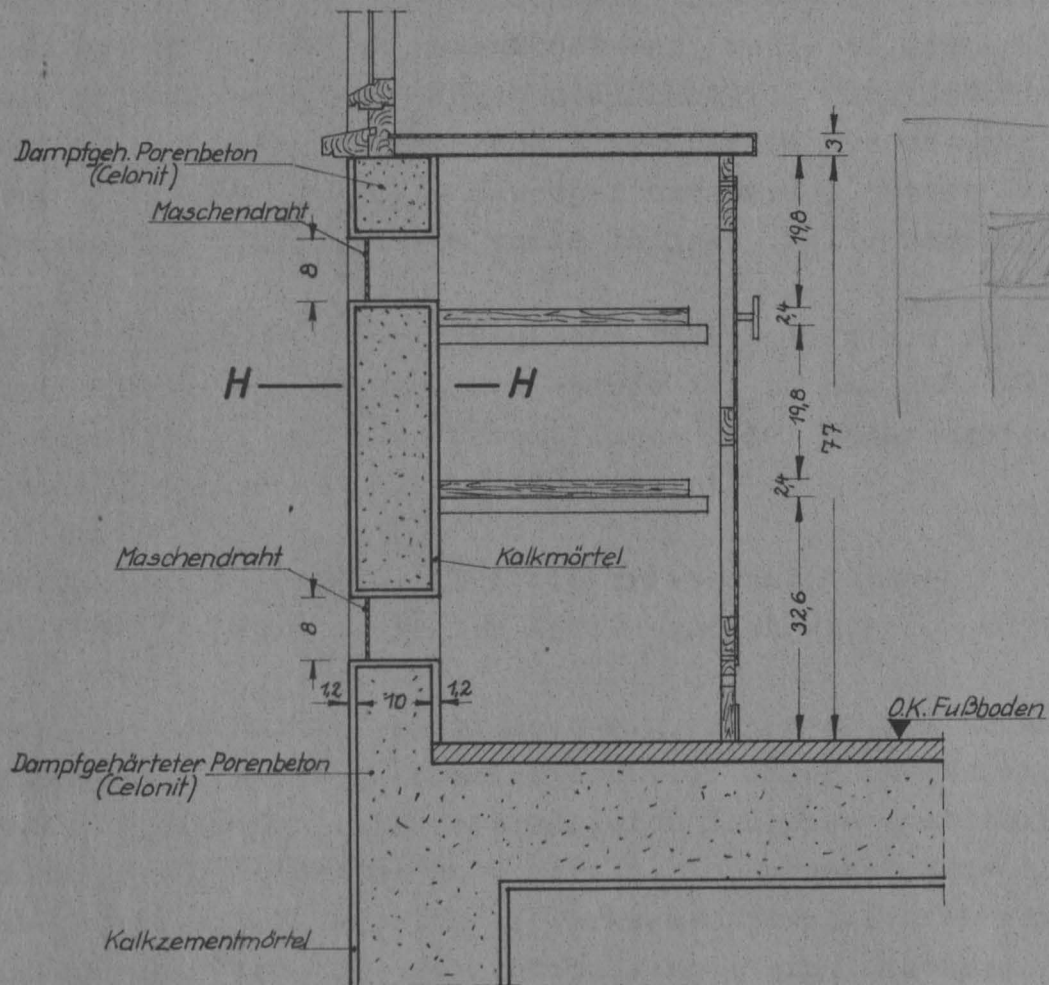 3
Dampfgeh. Porenbeton
(Celonit)
Maschendraht
19,8
8
2,4
H
H
19,8
77
2,4
Maschendraht
Kalkmörtel
8
32,6
1,2
10
1,2
O.K. Fußboden
Dampfgehärteter Porenbeton
(Celonit)
Kalkzementmörtel